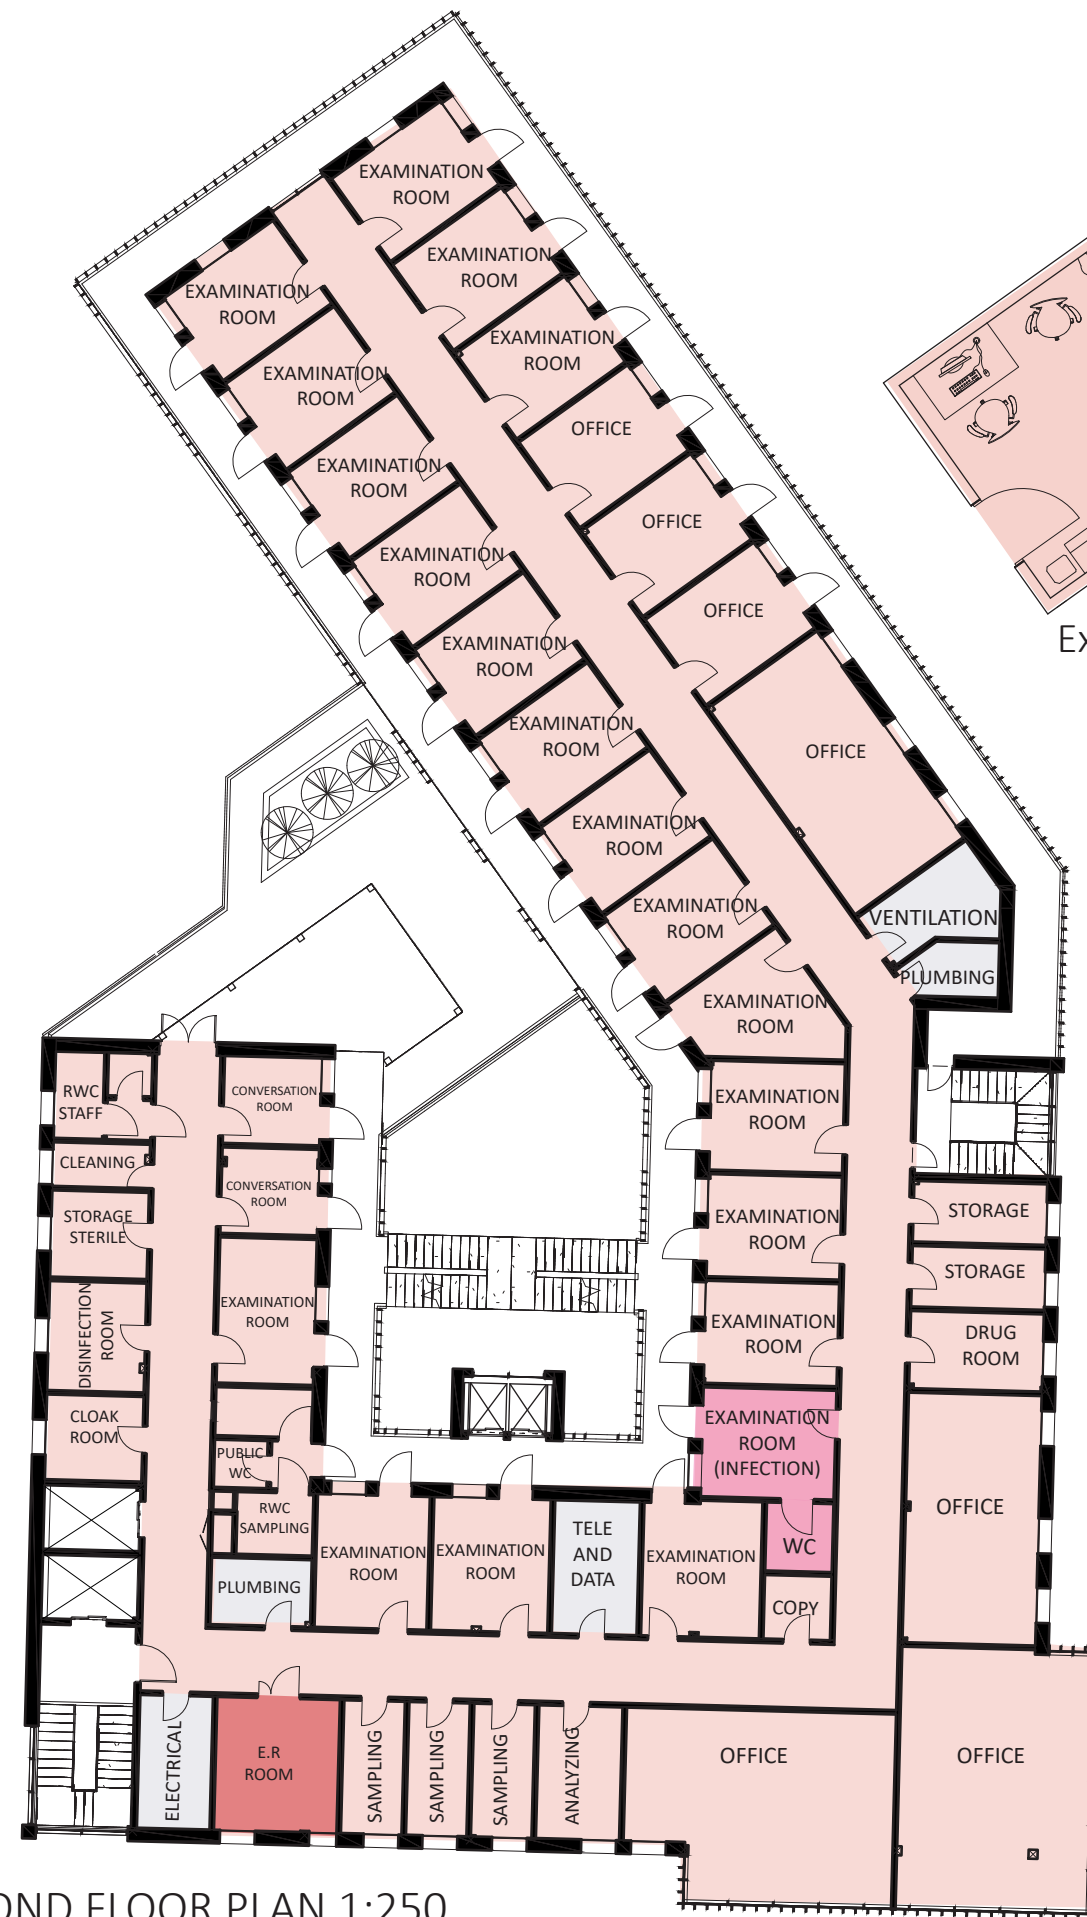 EXAMINATION
ROOM
EXAMINATION
ROOM
EXAMINATION
ROOM
EXAMINATION
ROOM
EXAMINATION
ROOM
OFFICE
EXAMINATION
ROOM
OFFICE
EXAMINATION
ROOM
OFFICE
EXAMINATION
ROOM
Ex
EXAMINATION
ROOM
OFFICE
EXAMINATION
ROOM
EXAMINATION
ROOM
VENTILATION
PLUMBING
EXAMINATION
ROOM
RWC
STAFF
CONVERSATION
ROOM
EXAMINATION
ROOM
CLEANING
CONVERSATION
ROOM
STORAGE
STERILE
EXAMINATION
ROOM
STORAGE
STORAGE
DISINFECTION
ROOM
EXAMINATION
ROOM
EXAMINATION
ROOM
DRUG
ROOM
CLOAK
ROOM
EXAMINATION
ROOM
(INFECTION)
PUBLIC
WC
RWC
SAMPLING
OFFICE
TELE
AND
DATA
WC
EXAMINATION
ROOM
EXAMINATION
ROOM
EXAMINATION
ROOM
PLUMBING
COPY
ELECTRICAL
E.R
ROOM
SAMPLING
SAMPLING
SAMPLING
ANALYZING
OFFICE
OFFICE
OND FLOOR PLAN 1:250